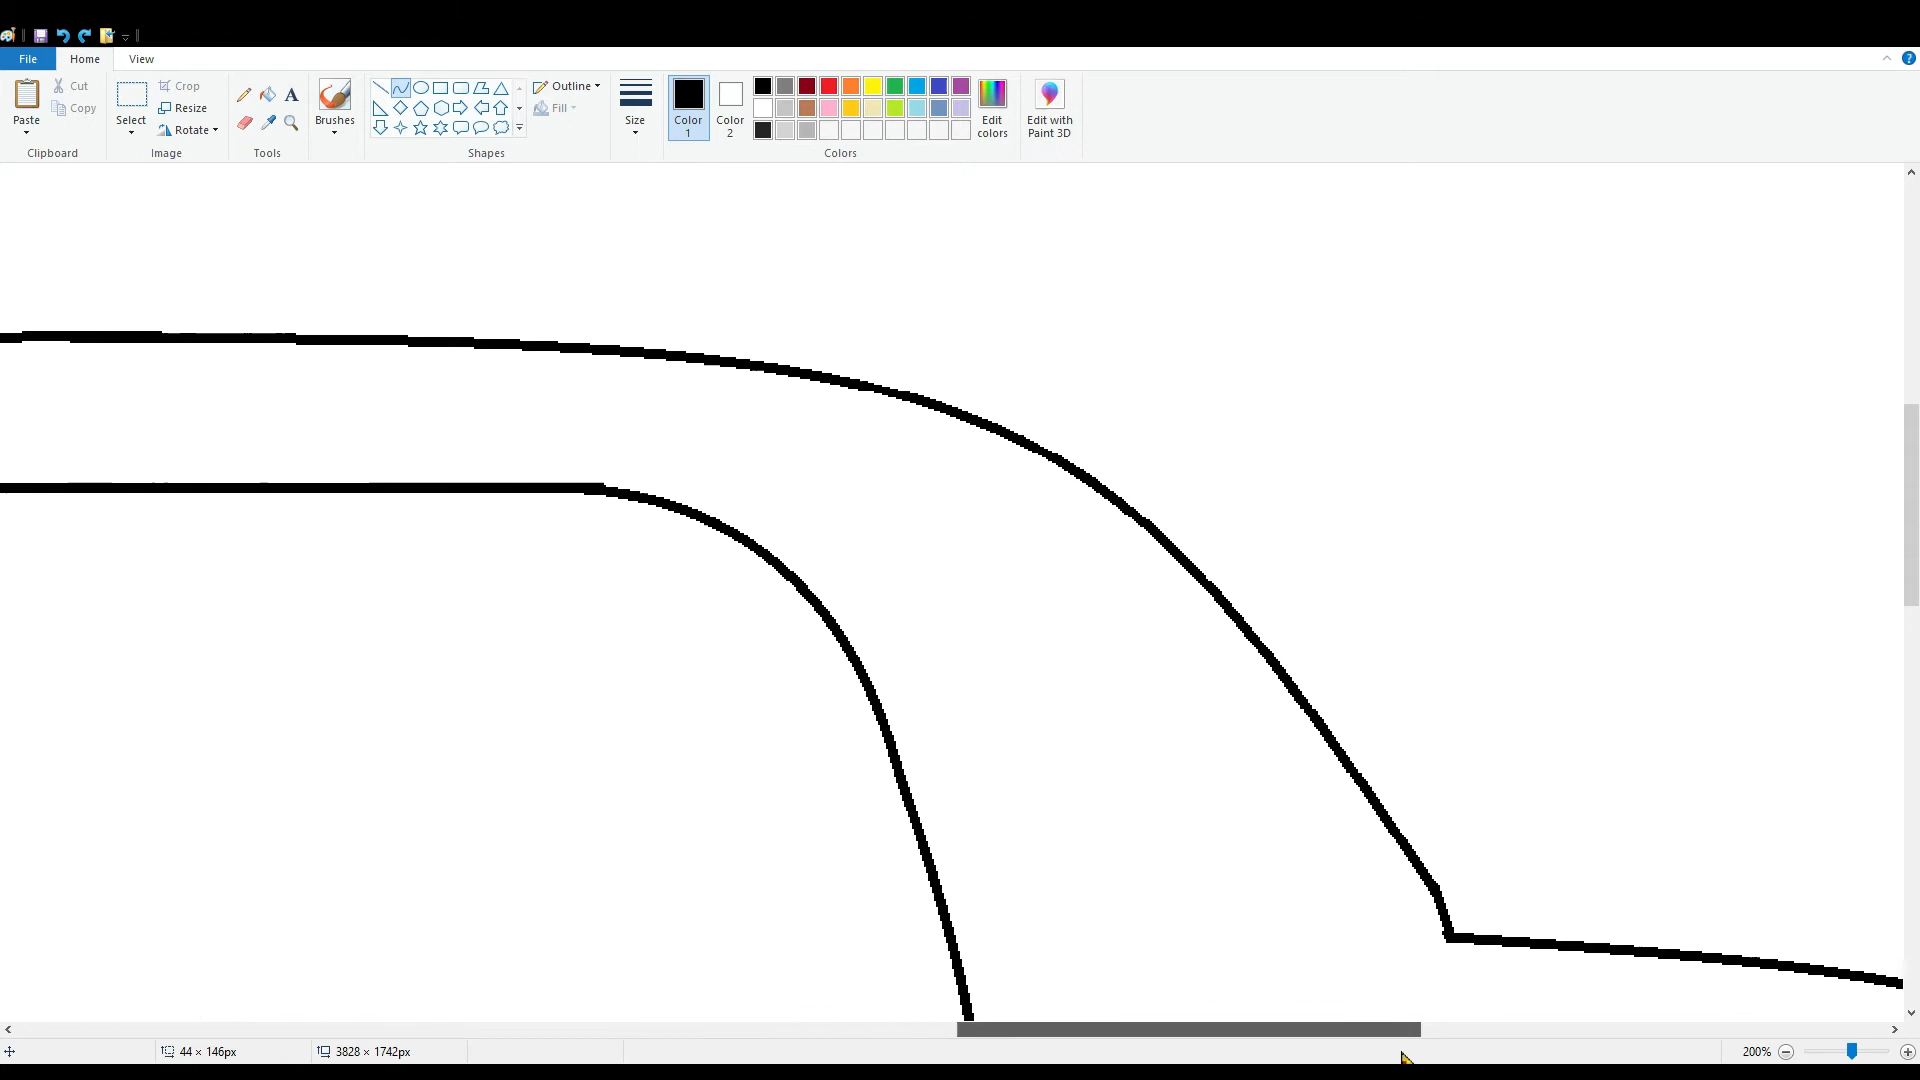 File Home View
Paste
Cut
Copy
Clipboard
Select
Crop
Resize
Rotate
Image
A
Tools
Brushes
Outline
Fill
Shapes
Size
Color 1
Color 2
Edit colors
Colors
Edit with Paint 3D
?
44 × 146px
3828 × 1742px
200%